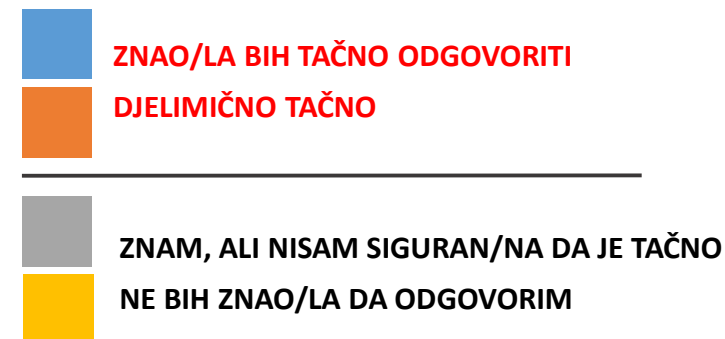 ZNAO/LA BIH TAČNO ODGOVORITI
DJELIMIČNO TAČNO
ZNAM, ALI NISAM SIGURAN/NA DA JE TAČNO
NE BIH ZNAO/LA DA ODGOVORIM